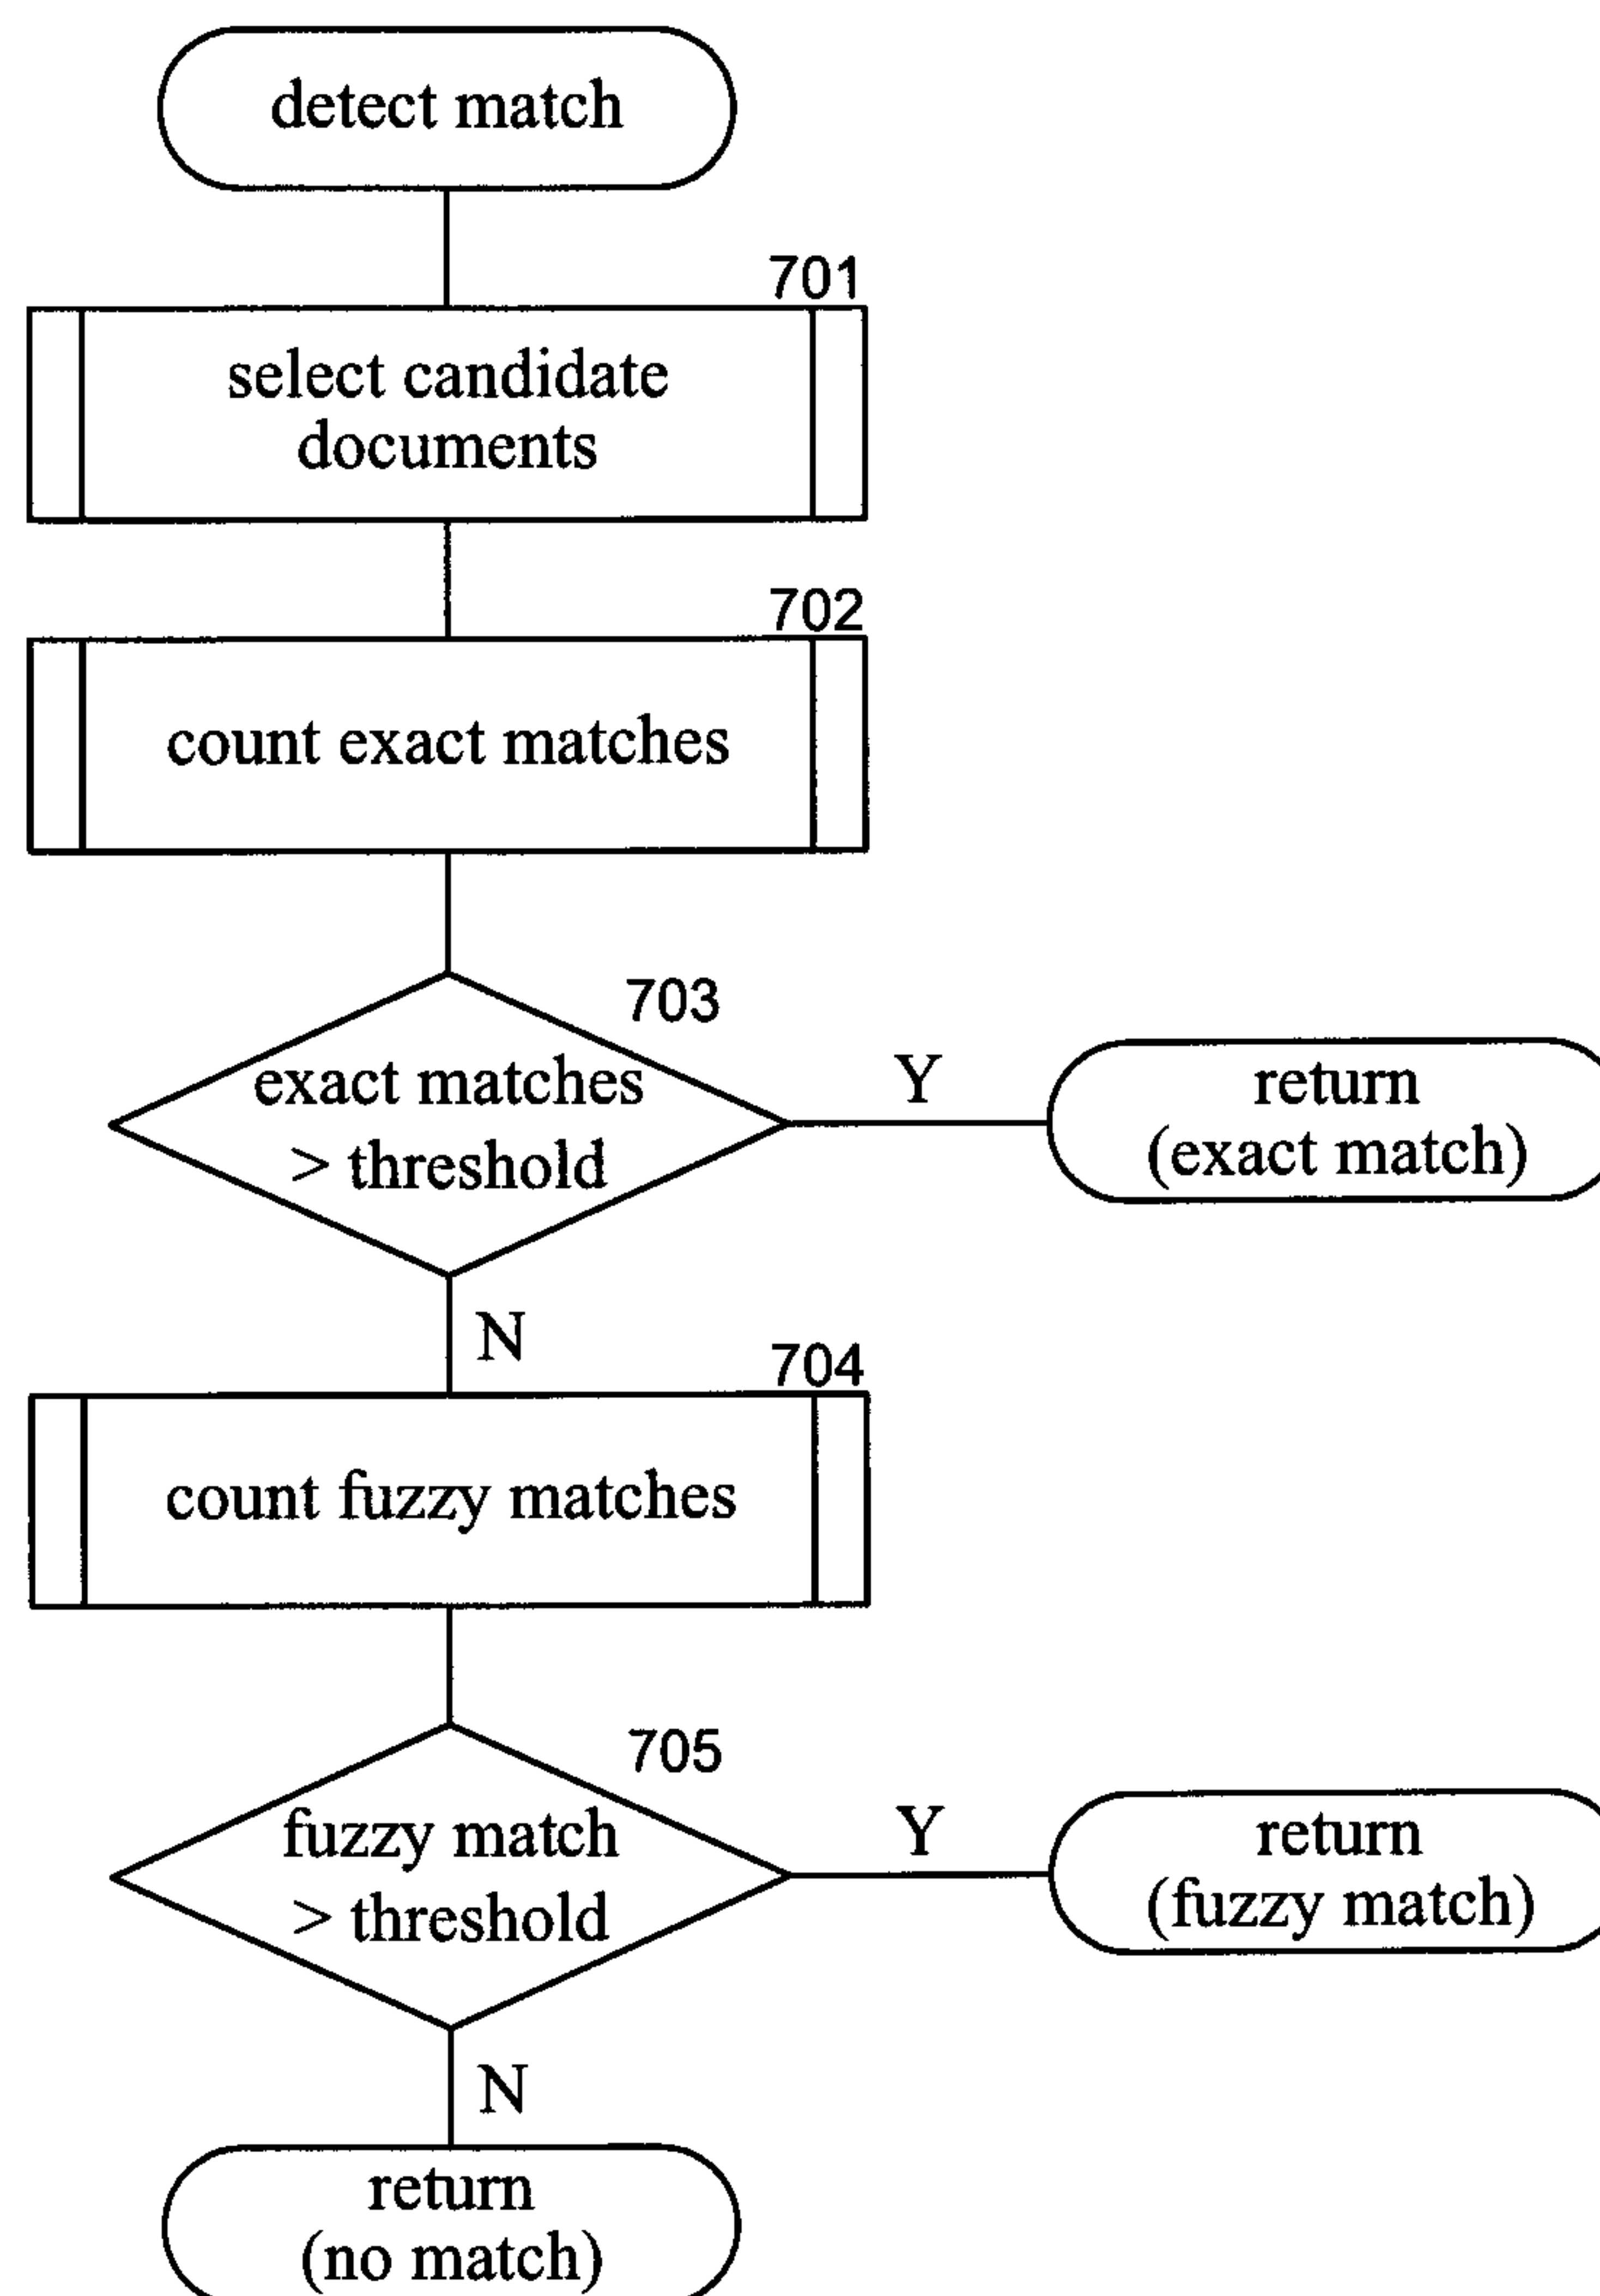 detect match
701
select candidate
documents
702
count exact matches
703
exact matches
> threshold
Y
return
(exact match)
N
704
count fuzzy matches
705
fuzzy match
> threshold
Y
return
(fuzzy match)
N
return
(no match)